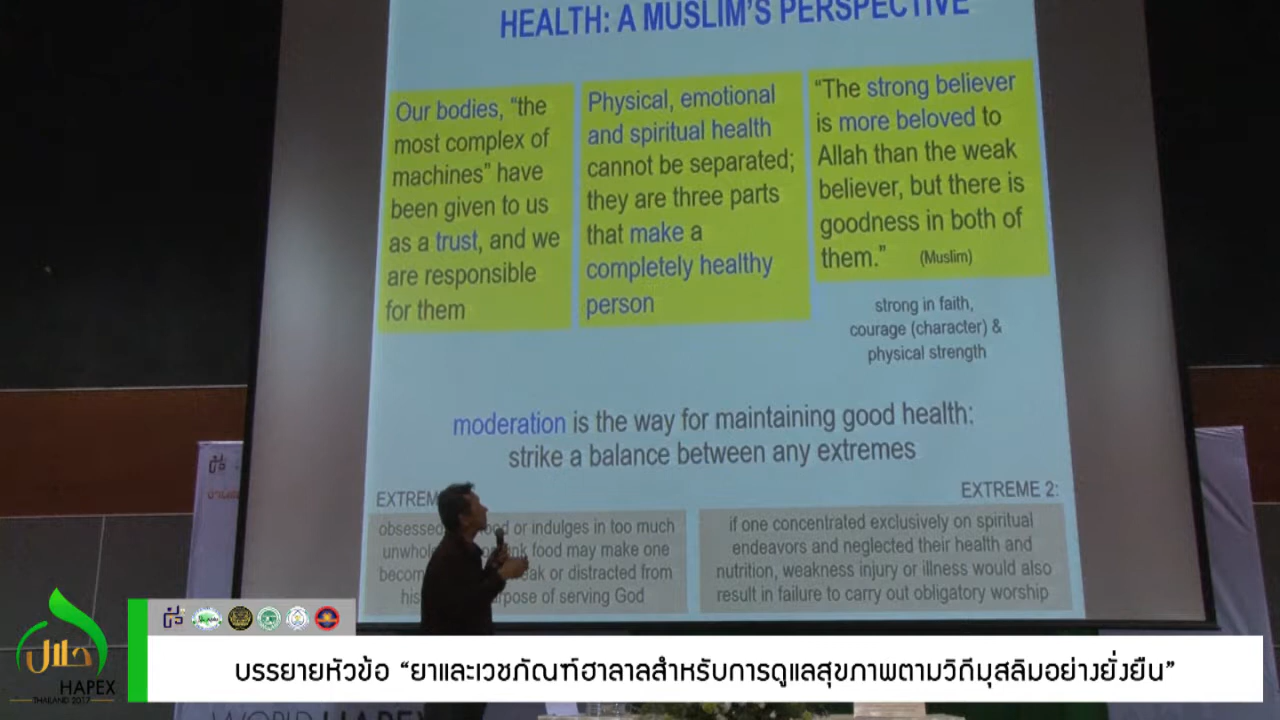 HEALTH: A MUSLIM'S PERSPECTIVE
Our bodies, "the
most complex of
machines" have
been given to us
as a trust, and we
are responsible
for them
Physical, emotional
and spiritual health
cannot be separated;
they are three parts
that make a
completely healthy
person
"The strong believer
is more beloved to
Allah than the weak
believer, but there is
goodness in both of
them." (Muslim)
strong in faith,
courage (character) &
physical strength
moderation is the way for maintaining good health:
strike a balance between any extremes
EXTREM
obsessed or indulges in too much
unwhol food may make one
becom or distracted from
his purpose of serving God
EXTREME 2:
if one concentrated exclusively on spiritual
endeavors and neglected their health and
nutrition, weakness injury or illness would also
result in failure to carry out obligatory worship
حلال
HAPEX
THAILAND 2017
บรรยายหัวข้อ “ยาและเวชภัณฑ์ฮาลาลสำหรับการดูแลสุขภาพตามวิถีมุสลิมอย่างยั่งยืน”
WORLD HAPEX